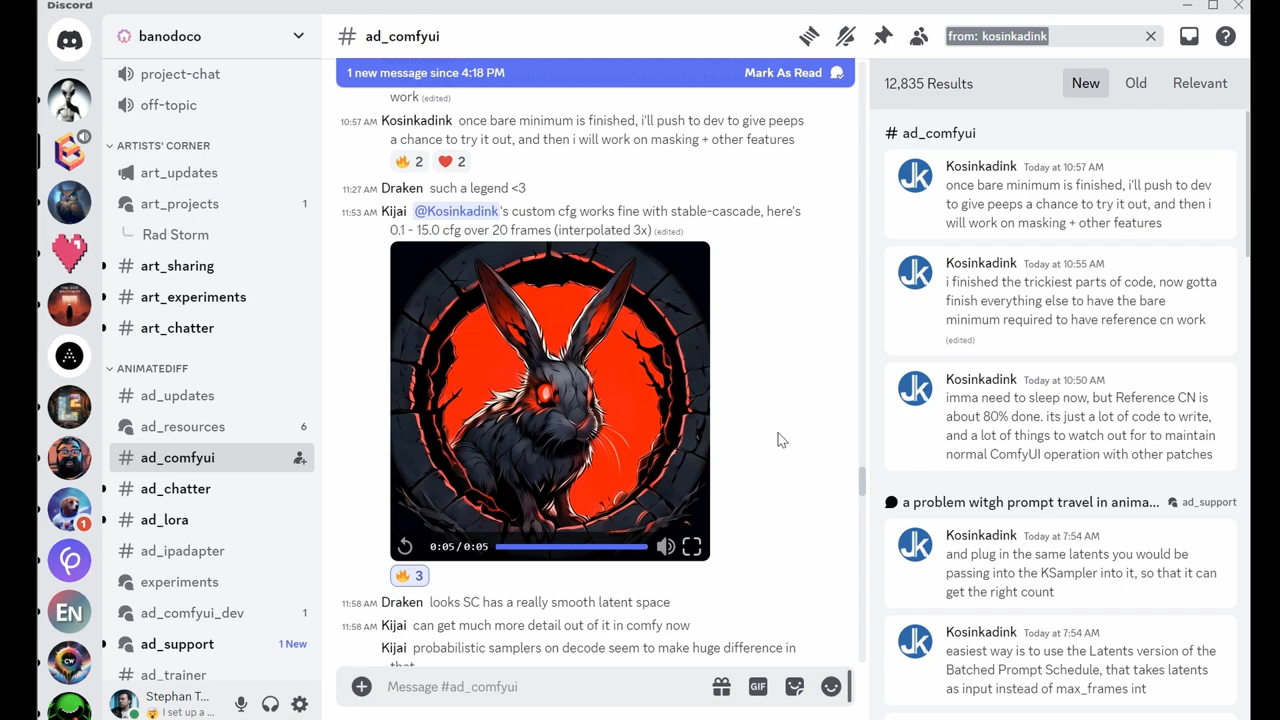 Discord
banodoco
project-chat
off-topic
ARTISTS' CORNER
art_updates
art_projects 1
Rad Storm
# art_sharing
# art_experiments
# art_chatter
ANIMATEDIFF
# ad_updates
ad_resources 6
# ad_comfyui
# ad_chatter
# ad_lora
# ad_ipadapter
experiments
ad_comfyui_dev 1
ad_support 1 New
# ad_trainer
EN
CW
1
Stephan T...
I set up a ...
# ad_comfyui
1 new message since 4:18 PM Mark As Read
work (edited)
10:57 AM Kosinkadink once bare minimum is finished, i'll push to dev to give peeps
a chance to try it out, and then i will work on masking + other features
🔥 2 ❤️ 2
11:27 AM Draken such a legend <3
11:53 AM Kijai @Kosinkadink's custom cfg works fine with stable-cascade, here's
0.1 - 15.0 cfg over 20 frames (interpolated 3x) (edited)
0:05/0:05
🔥 3
11:58 AM Draken looks SC has a really smooth latent space
11:58 AM Kijai can get much more detail out of it in comfy now
Kijai probabilistic samplers on decode seem to make huge difference in
that
Message #ad_comfyui
GIF
from: kosinkadink
12,835 Results New Old Relevant
# ad_comfyui
Kosinkadink Today at 10:57 AM
once bare minimum is finished, i'll push to dev
to give peeps a chance to try it out, and then i
will work on masking + other features
Kosinkadink Today at 10:55 AM
i finished the trickiest parts of code, now gotta
finish everything else to have the bare
minimum required to have reference cn work
(edited)
Kosinkadink Today at 10:50 AM
imma need to sleep now, but Reference CN is
about 80% done. its just a lot of code to write,
and a lot of things to watch out for to maintain
normal ComfyUI operation with other patches
a problem witgh prompt travel in anima... ad_support
Kosinkadink Today at 7:54 AM
and plug in the same latents you would be
passing into the KSampler into it, so that it can
get the right count
Kosinkadink Today at 7:54 AM
easiest way is to use the Latents version of the
Batched Prompt Schedule, that takes latents
as input instead of max_frames int